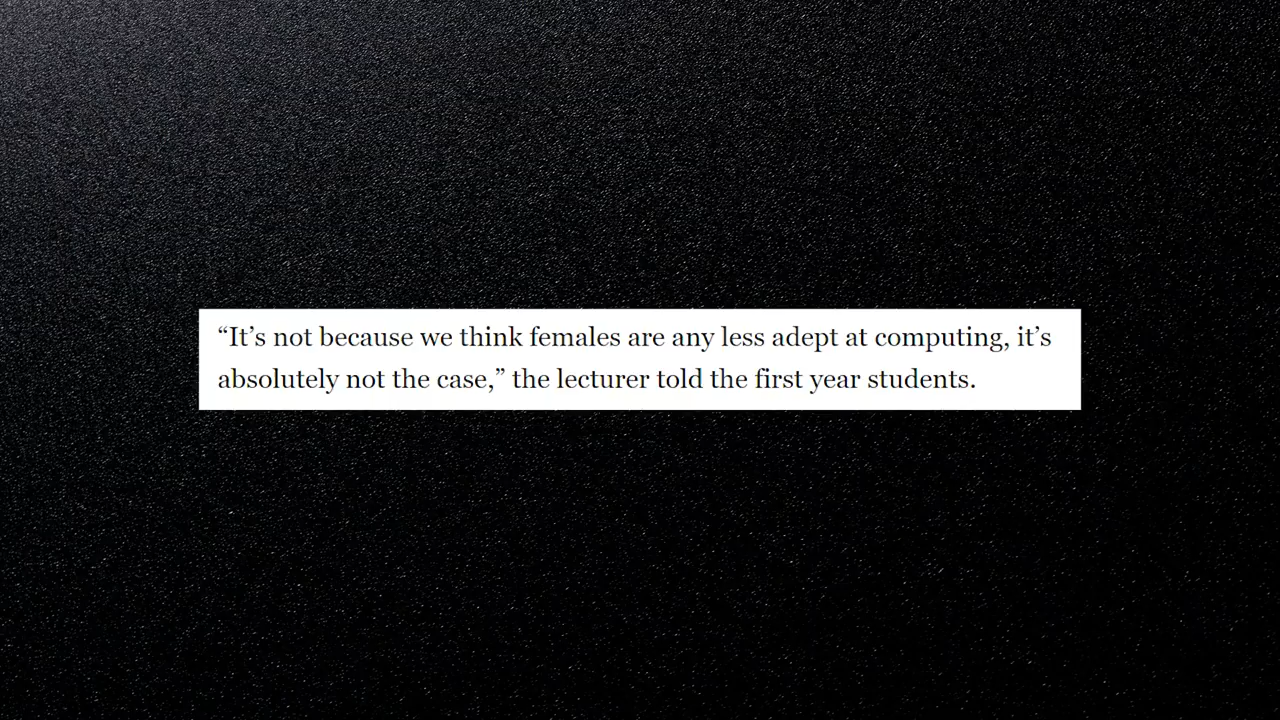 “It’s not because we think females are any less adept at computing, it’s
absolutely not the case,” the lecturer told the first year students.